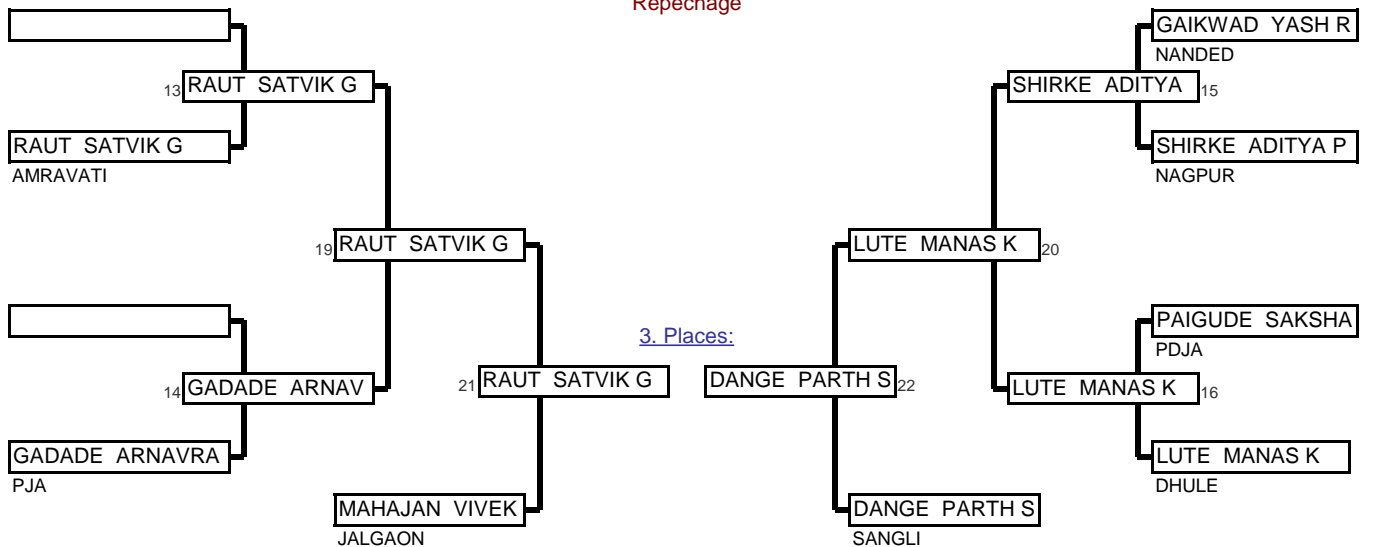 Repechage
GAIKWAD YASH R
NANDED
13 RAUT SATVIK G
SHIRKE ADITYA 15
RAUT SATVIK G
AMRAVATI
SHIRKE ADITYA P
NAGPUR
19 RAUT SATVIK G
LUTE MANAS K 20
PAIGUDE SAKSHA
PDJA
3. Places:
14 GADADE ARNAV
21 RAUT SATVIK G
DANGE PARTH S 22
LUTE MANAS K 16
GADADE ARNAVRA
PJA
LUTE MANAS K
DHULE
MAHAJAN VIVEK
JALGAON
DANGE PARTH S
SANGLI